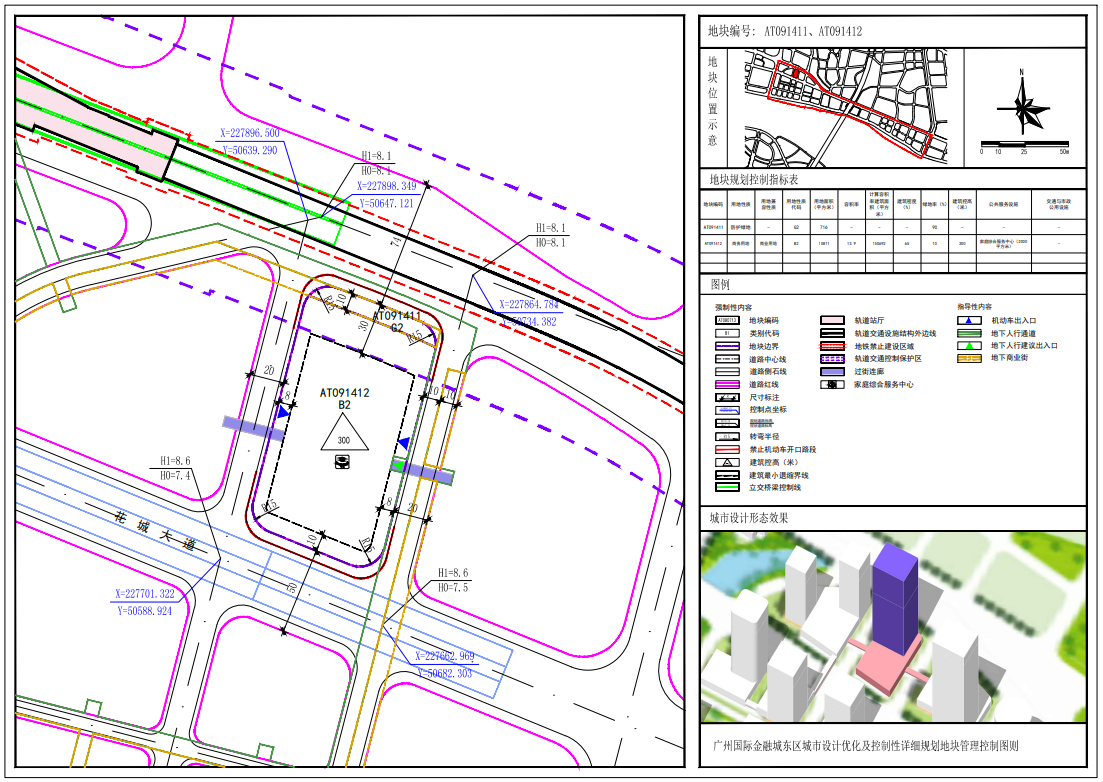 X=227896.500
Y=50639.290
H1=8.1
H0=8.1
X=227898.349
Y=50647.121
74
H1=8.1
H0=8.1
X=227864.784
Y=50734.382
R15
10
30
AT091411
G2
R15
20
8
AT091412
B2
300
10
10
H1=8.6
H0=7.4
花城大道
R15
8
20
10
R15
50
H1=8.6
H0=7.5
X=227701.322
Y=50588.924
X=227662.969
Y=50682.303
地块编号: AT091411、AT091412
地块位置示意
N
0 10 25 50m
地块规划控制指标表
地块编码 用地性质 用地兼容性质 用地性质代码 用地面积(平方米) 容积率 计算容积率建筑面积(平方米) 建筑密度(%) 绿地率(%) 建筑控高(米) 公共服务设施 交通与市政公用设施
AT091411 防护绿地 - G2 716 - - - 90 - - -
AT091412 商务用地 商业用地 B2 10 300 家庭综合服务中心(2000平方米) -
图例
强制性内容
地块编码
类别代码
地块边界
道路中心线
道路侧石线
道路红线
尺寸标注
控制点坐标
转弯半径
禁止机动车开口路段
建筑控高(米)
建筑最小退缩界线
立交桥梁控制线
轨道站厅
轨道交通设施结构外边线
地铁禁止建设区域
轨道交通控制保护区
过街连廊
家庭综合服务中心
指导性内容
机动车出入口
地下人行通道
地下人行建议出入口
地下商业街
城市设计形态效果
广州国际金融城东区城市设计优化及控制性详细规划地块管理控制图则